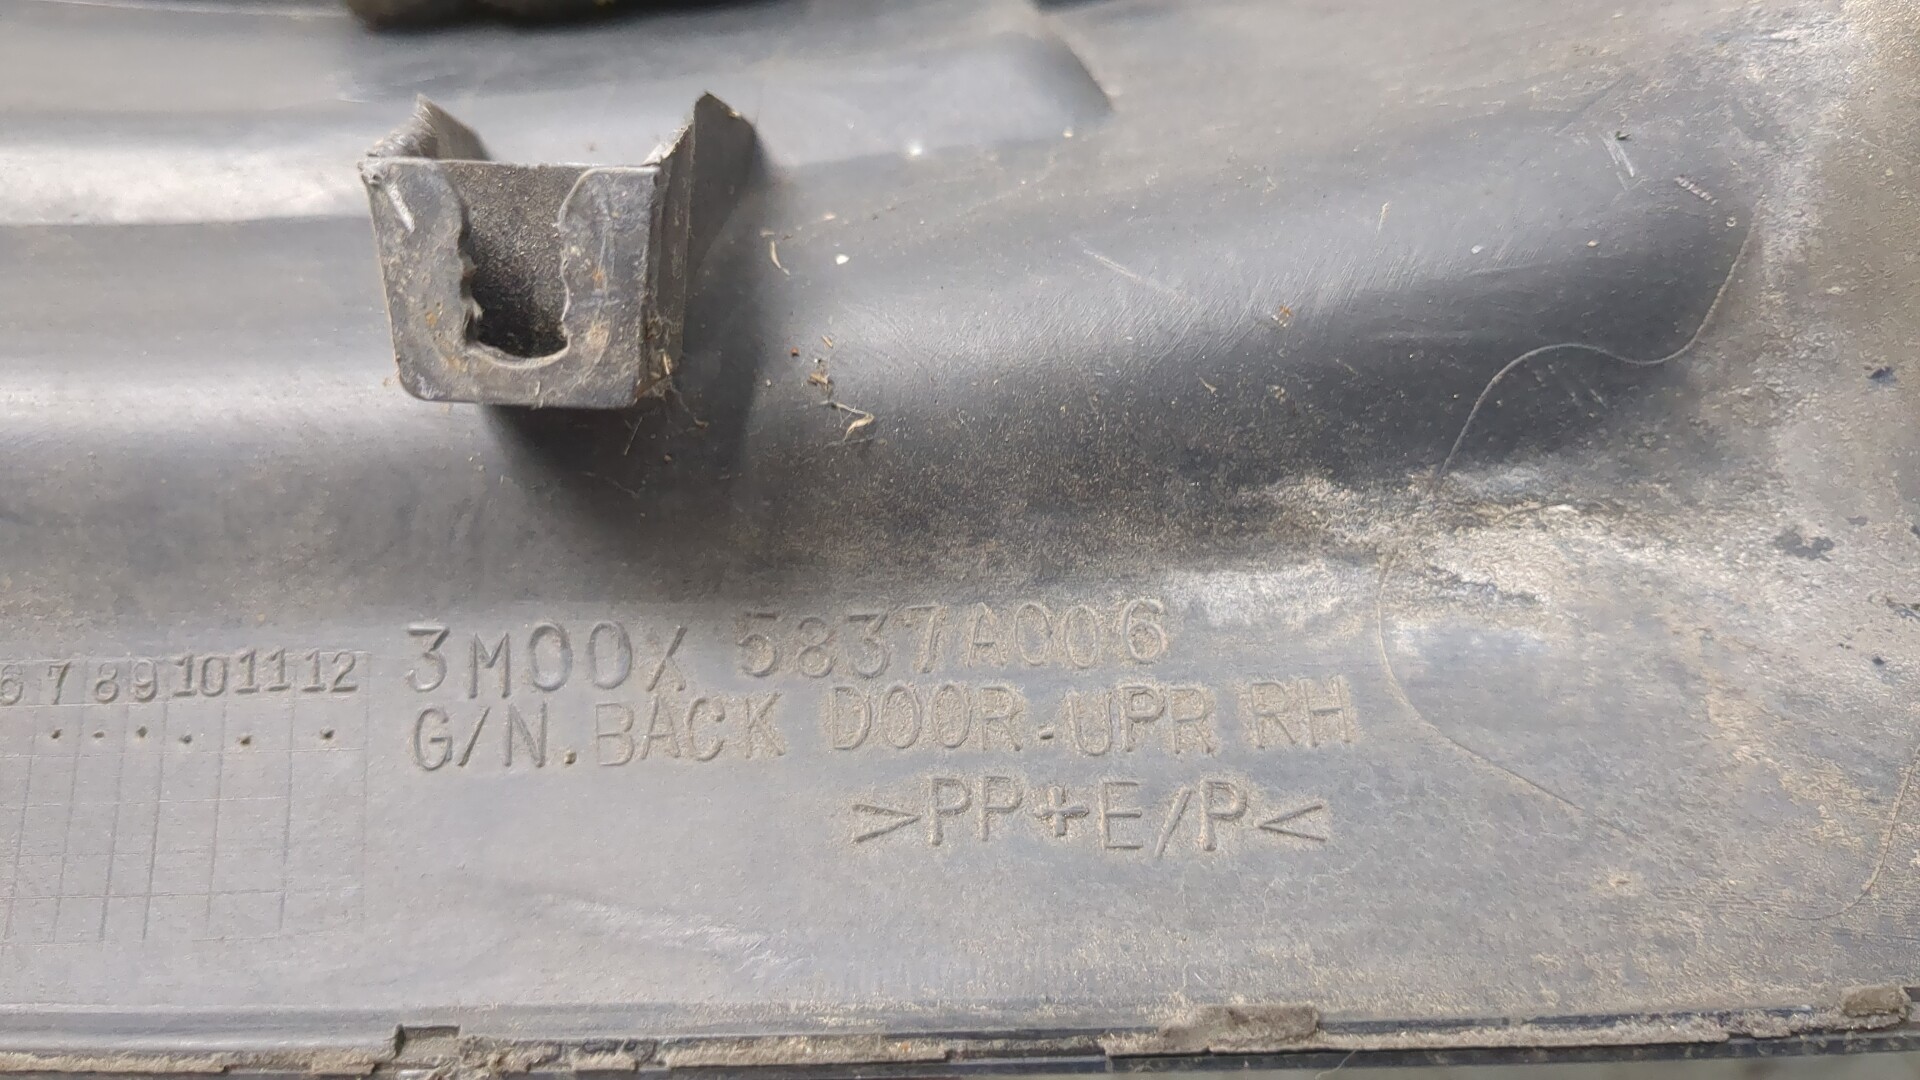 6 7 8 9 10 11 12
3M00X 5837A006
G/N. BACK DOOR-UPR RH
>PP+E/P<